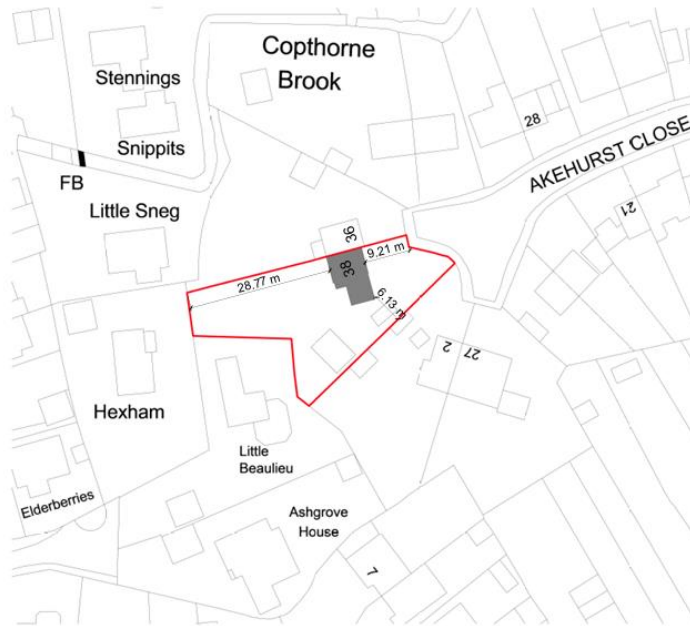 Copthorne
Brook
Stennings
Snippits
28
AKEHURST CLOSE
FB
Little Sneg
21
36
9.21 m
38
28.77 m
6.13 m
2
27
Hexham
Little
Beaulieu
Elderberries
Ashgrove
House
7